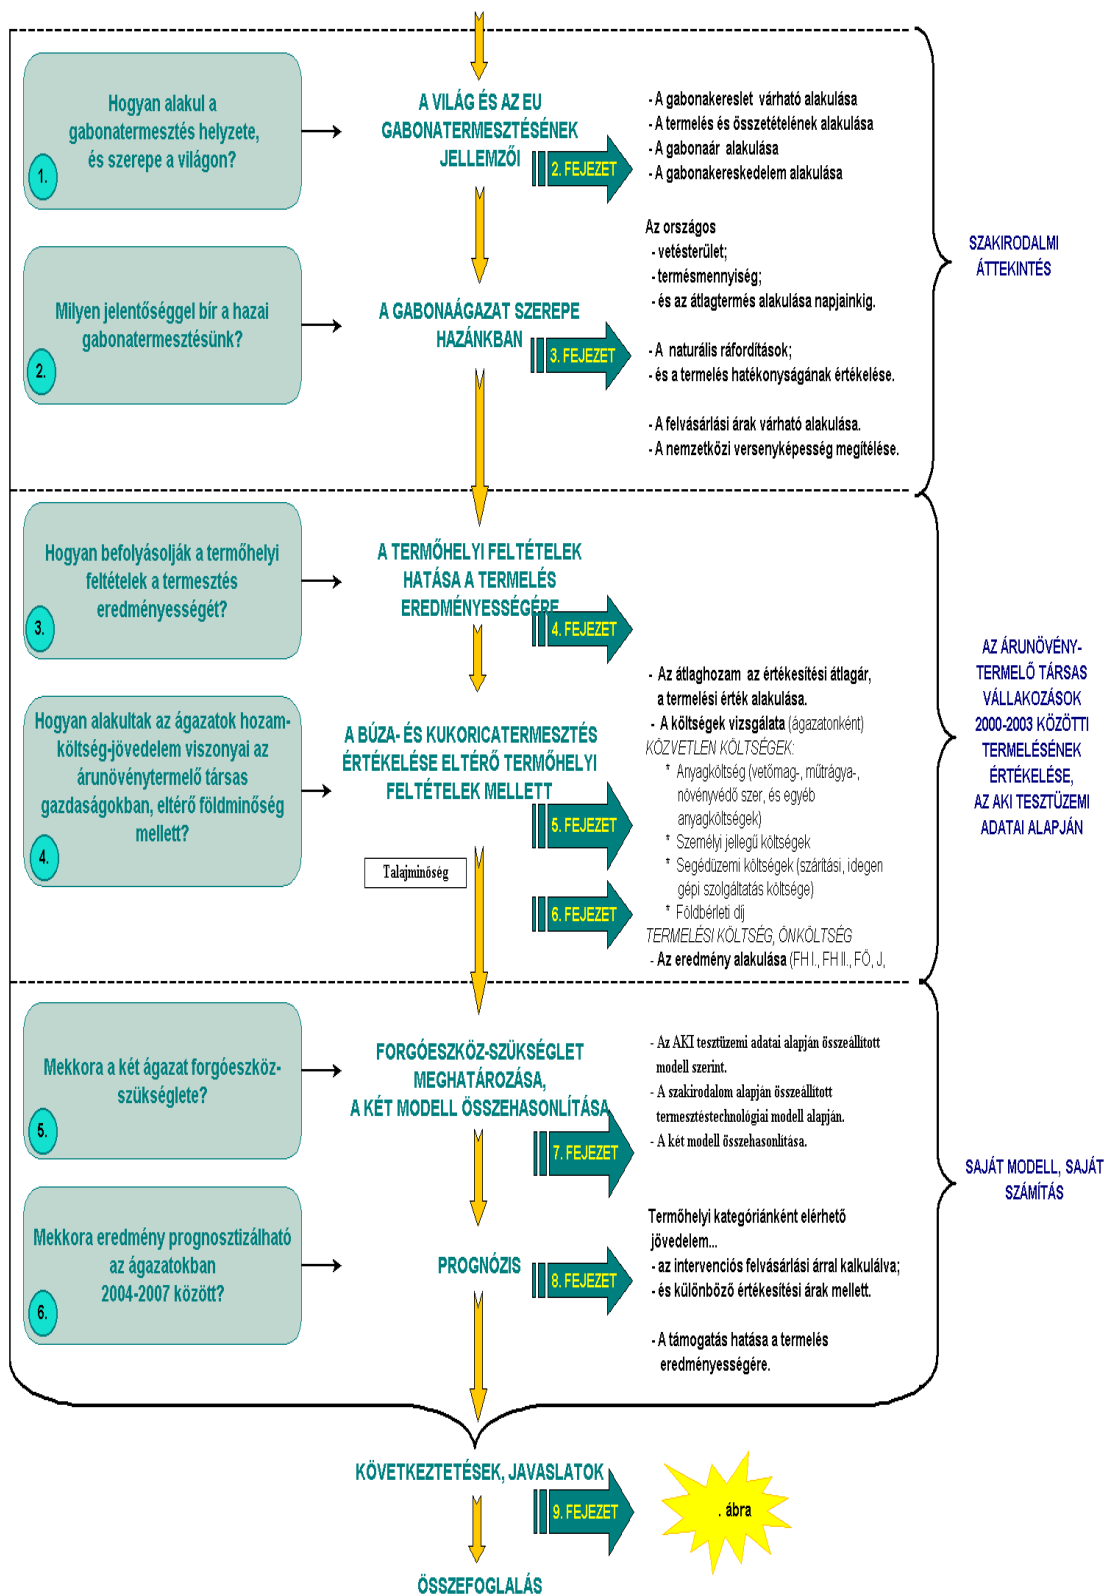 Hogyan alakul a
gabonatermesztés helyzete,
és szerepe a világon?
1.
A VILÁG ÉS AZ EU
GABONATERMESZTÉSÉNEK
JELLEMZŐI
2. FEJEZET
- A gabonakereslet várható alakulása
- A termelés és összetételének alakulása
- A gabonaár alakulása
- A gabonakereskedelem alakulása
Milyen jelentőséggel bír a hazai
gabonatermesztésünk?
2.
A GABONAÁGAZAT SZEREPE
HAZÁNKBAN
3. FEJEZET
Az országos
- vetésterület;
- termésmennyiség;
- és az átlagtermés alakulása napjainkig.
- A naturális ráfordítások;
- és a termelés hatékonyságának értékelése.
- A felvásárlási árak várható alakulása.
- A nemzetközi versenyképesség megítélése.
SZAKIRODALMI
ÁTTEKINTÉS
Hogyan befolyásolják a termőhelyi
feltételek a termesztés
eredményességét?
3.
A TERMŐHELYI FELTÉTELEK
HATÁSA A TERMELÉS
EREDMÉNYESSÉGÉRE
4. FEJEZET
Hogyan alakultak az ágazatok hozam-
költség-jövedelem viszonyai az
árunövénytermelő társas
gazdaságokban, eltérő földminőség
mellett?
4.
A BÚZA- ÉS KUKORICATERMESZTÉS
ÉRTÉKELÉSE ELTÉRŐ TERMŐHELYI
FELTÉTELEK MELLETT
5. FEJEZET
Talajminőség
6. FEJEZET
- Az átlaghozam az értékesítési átlagár,
a termelési érték alakulása.
- A költségek vizsgálata (ágazatonként)
KÖZVETLEN KÖLTSÉGEK:
* Anyagköltség (vetőmag-, műtrágya-,
növényvédő szer, és egyéb
anyagköltségek)
* Személyi jellegű költségek
* Segédüzemi költségek (szárítási, idegen
gépi szolgáltatás költsége)
* Földbérleti díj
TERMELÉSI KÖLTSÉG, ÖNKÖLTSÉG
- Az eredmény alakulása (FH I., FH II., FÖ, J,
AZ ÁRUNÖVÉNY-
TERMELŐ TÁRSAS
VÁLLAKOZÁSOK
2000-2003 KÖZÖTTI
TERMELÉSÉNEK
ÉRTÉKELÉSE,
AZ AKI TESZTÜZEMI
ADATAI ALAPJÁN
Mekkora a két ágazat forgóeszköz-
szükséglete?
5.
FORGÓESZKÖZ-SZÜKSÉGLET
MEGHATÁROZÁSA,
A KÉT MODELL ÖSSZEHASONLÍTÁSA
7. FEJEZET
- Az AKI tesztüzemi adatai alapján összeállított
modell szerint.
- A szakirodalom alapján összeállított
termesztéstechnológiai modell alapján.
- A két modell összehasonlítása.
Mekkora eredmény prognosztizálható
az ágazatokban
2004-2007 között?
6.
PROGNÓZIS
8. FEJEZET
Termőhelyi kategóriánként elérhető
jövedelem...
- az intervenciós felvásárlási árral kalkulálva;
- és különböző értékesítési árak mellett.
- A támogatás hatása a termelés
eredményességére.
SAJÁT MODELL, SAJÁT
SZÁMÍTÁS
KÖVETKEZTETÉSEK, JAVASLATOK
9. FEJEZET
. ábra
ÖSSZEFOGLALÁS